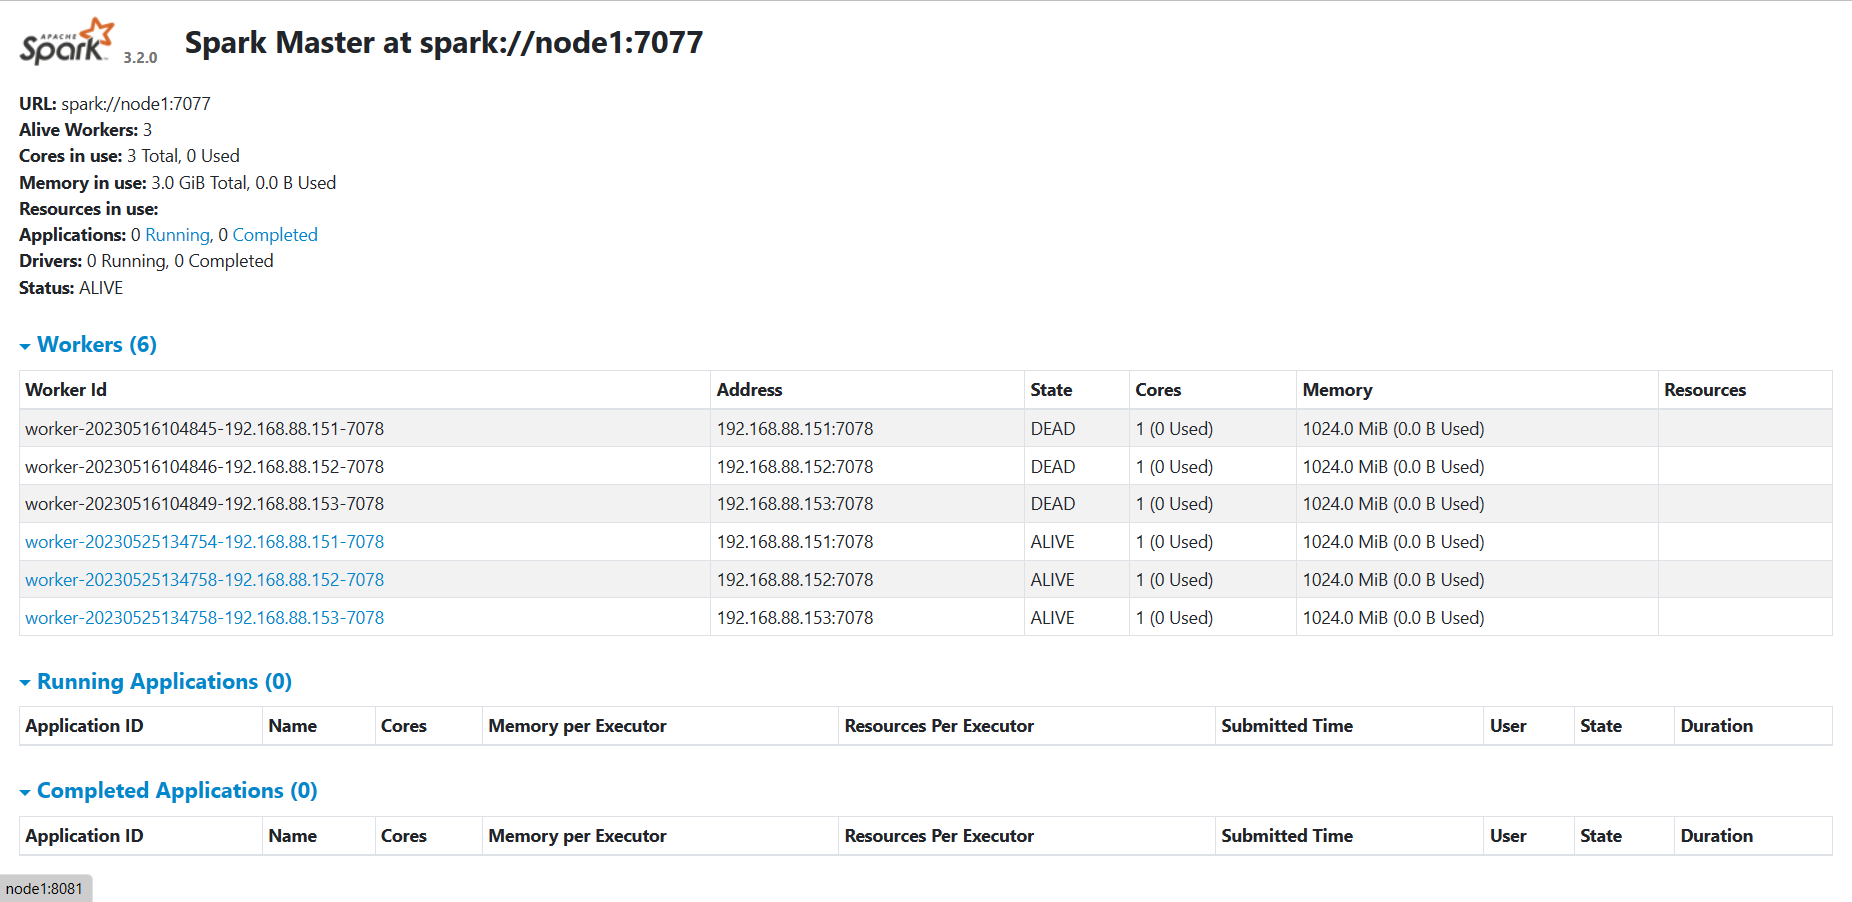 APACHE
Spark 3.2.0 Spark Master at spark://node1:7077
URL: spark://node1:7077
Alive Workers: 3
Cores in use: 3 Total, 0 Used
Memory in use: 3.0 GiB Total, 0.0 B Used
Resources in use:
Applications: 0 Running, 0 Completed
Drivers: 0 Running, 0 Completed
Status: ALIVE
Workers (6)
Worker Id Address State Cores Memory Resources
worker-20230516104845-192.168.88.151-7078 192.168.88.151:7078 DEAD 1 (0 Used) 1024.0 MiB (0.0 B Used)
worker-20230516104846-192.168.88.152-7078 192.168.88.152:7078 DEAD 1 (0 Used) 1024.0 MiB (0.0 B Used)
worker-20230516104849-192.168.88.153-7078 192.168.88.153:7078 DEAD 1 (0 Used) 1024.0 MiB (0.0 B Used)
worker-20230525134754-192.168.88.151-7078 192.168.88.151:7078 ALIVE 1 (0 Used) 1024.0 MiB (0.0 B Used)
worker-20230525134758-192.168.88.152-7078 192.168.88.152:7078 ALIVE 1 (0 Used) 1024.0 MiB (0.0 B Used)
worker-20230525134758-192.168.88.153-7078 192.168.88.153:7078 ALIVE 1 (0 Used) 1024.0 MiB (0.0 B Used)
Running Applications (0)
Application ID Name Cores Memory per Executor Resources Per Executor Submitted Time User State Duration
Completed Applications (0)
Application ID Name Cores Memory per Executor Resources Per Executor Submitted Time User State Duration
node1:8081